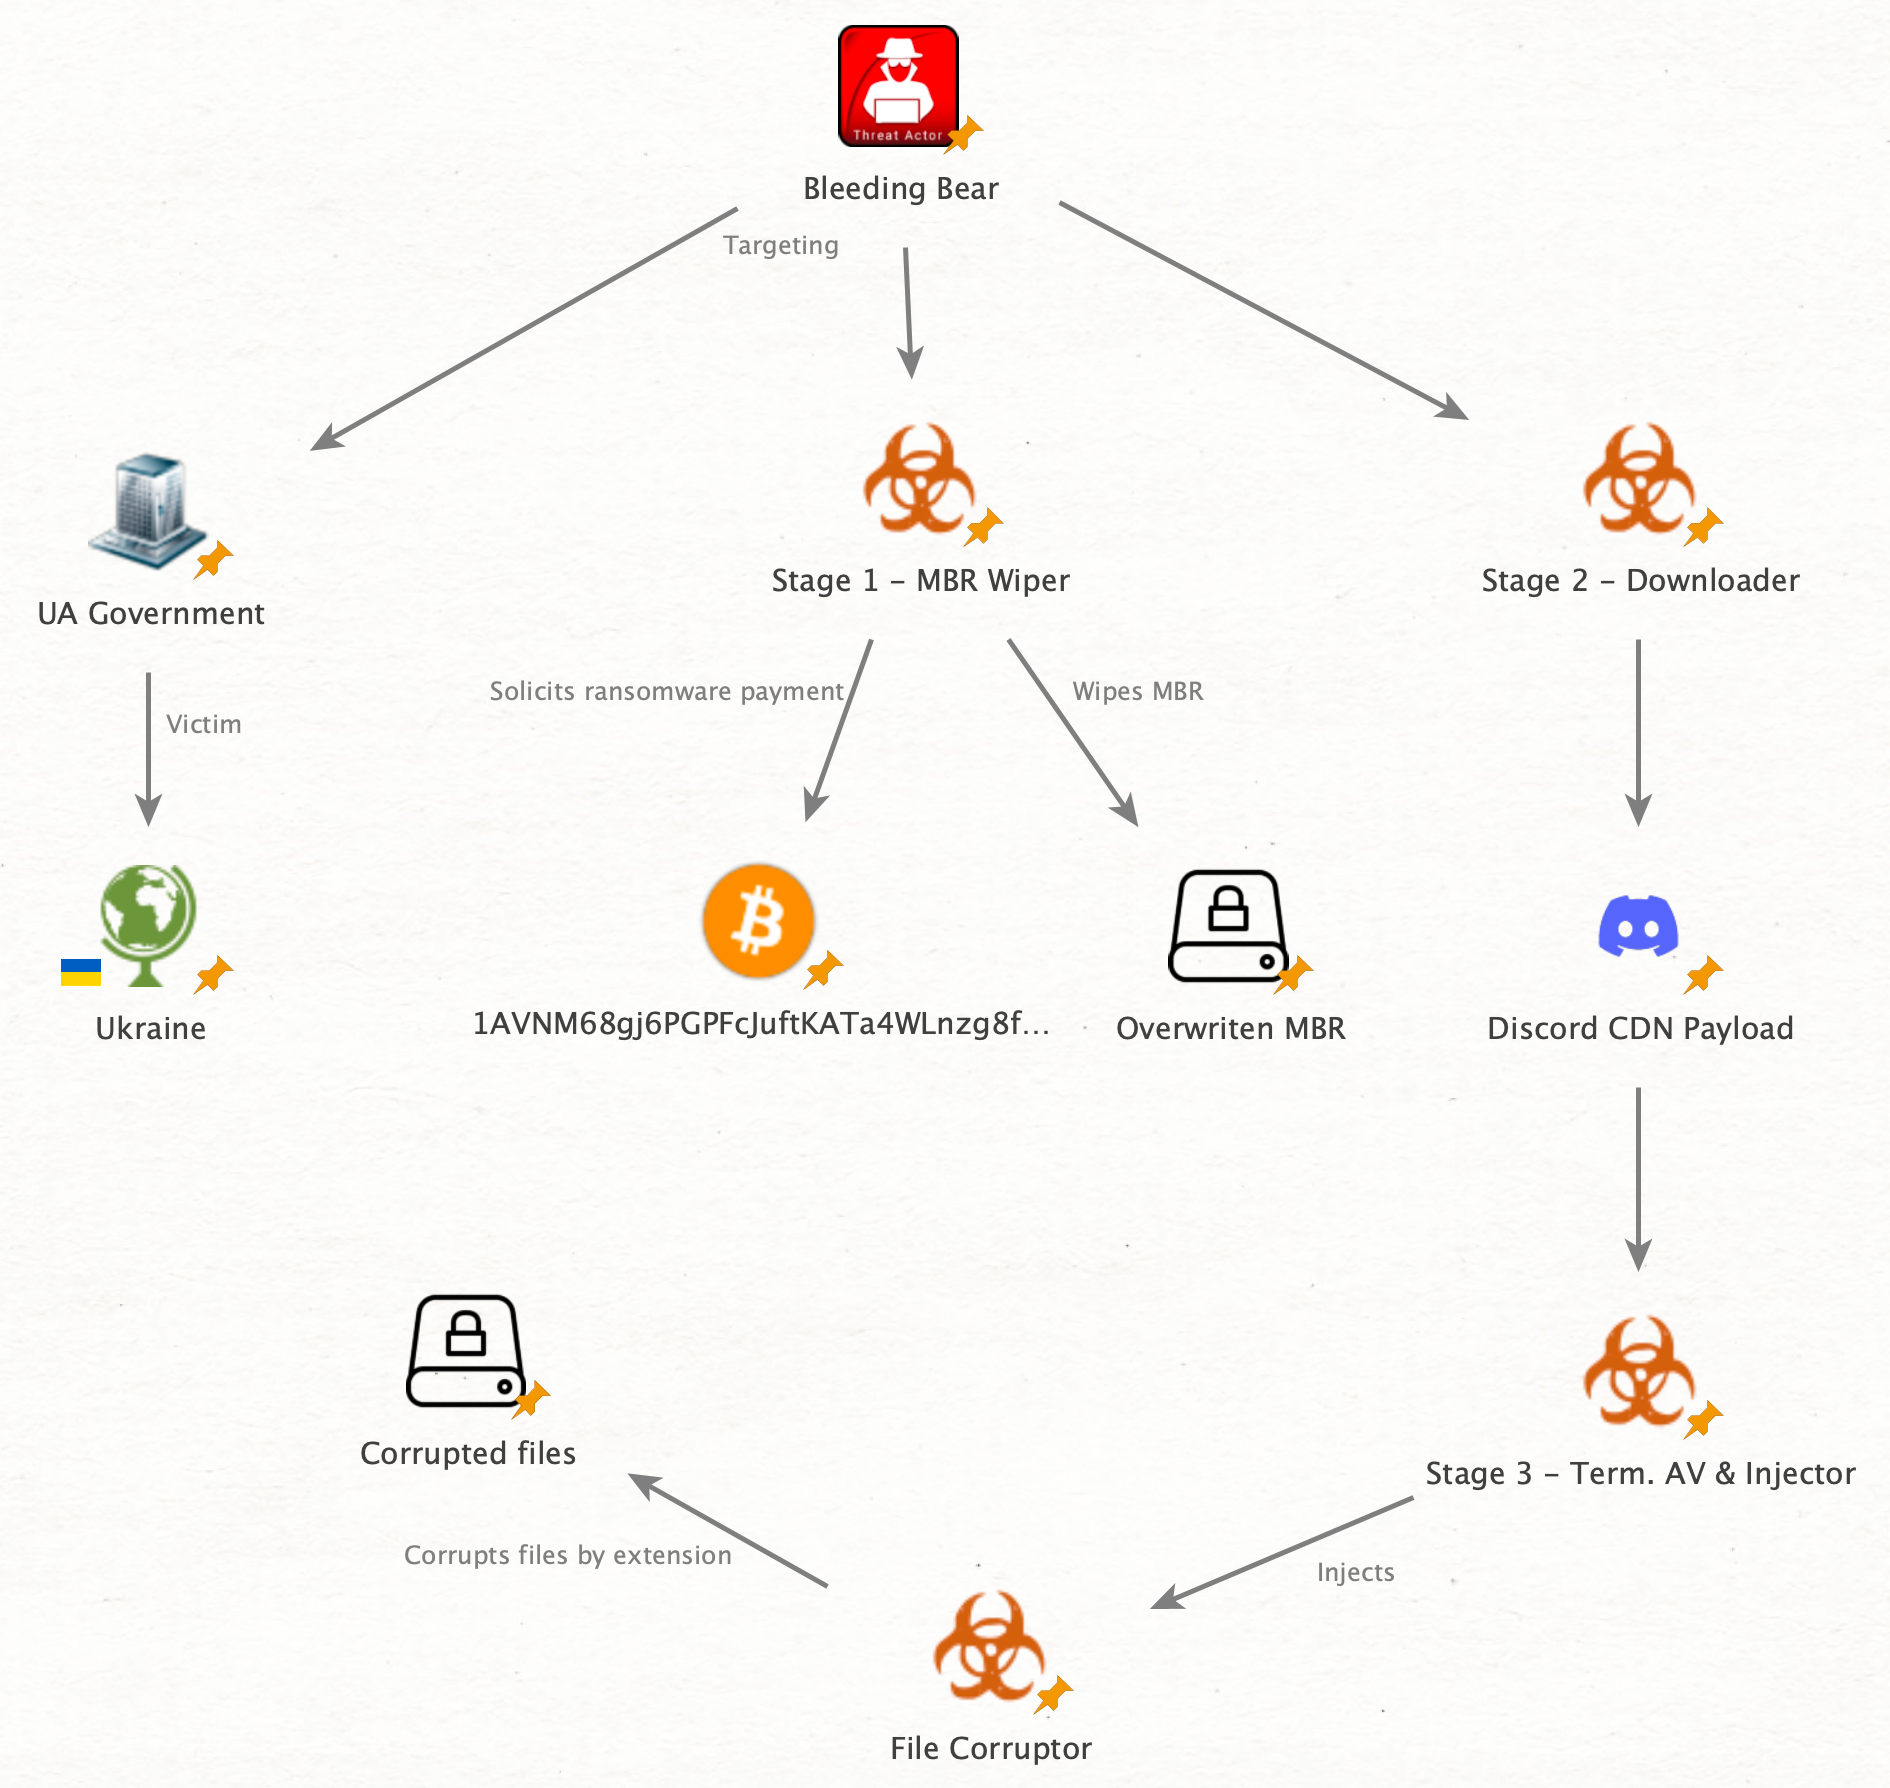 Threat Actor
Bleeding Bear
Targeting
UA Government
Stage 1 – MBR Wiper
Stage 2 – Downloader
Solicits ransomware payment
Wipes MBR
Victim
Ukraine
1AVNM68gj6PGPFcJuftKATa4WLnzg8f...
Overwriten MBR
Discord CDN Payload
Corrupted files
Stage 3 – Term. AV & Injector
Corrupts files by extension
Injects
File Corruptor